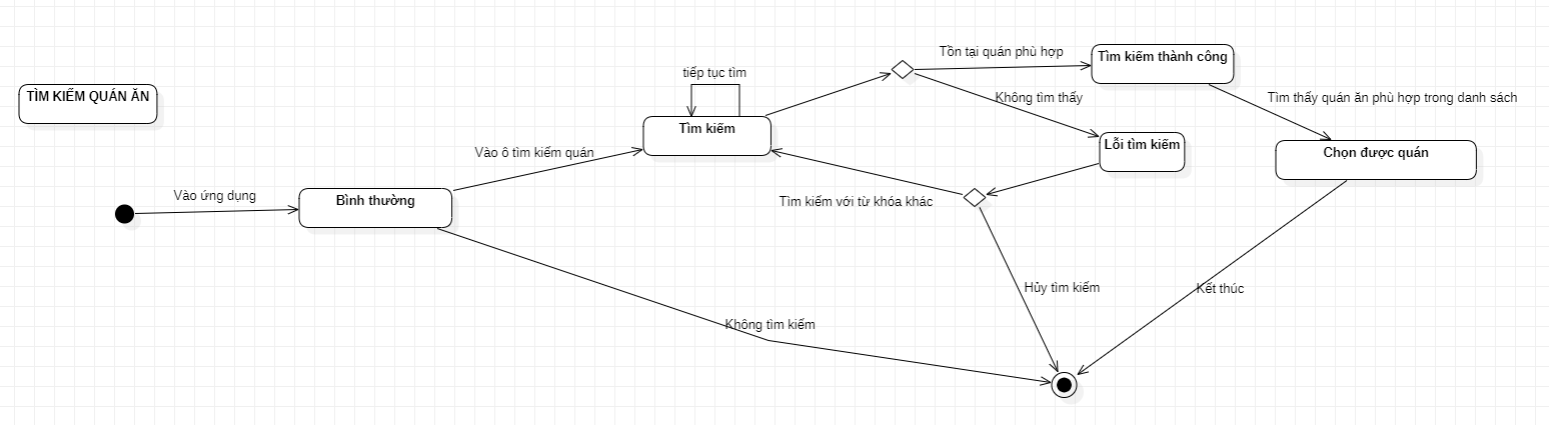 TÌM KIẾM QUÁN ĂN
Vào ứng dụng
Bình thường
Vào ô tìm kiếm quán
tiếp tục tìm
Tìm kiếm
Tồn tại quán phù hợp
Tìm kiếm thành công
Không tìm thấy
Tìm thấy quán ăn phù hợp trong danh sách
Lỗi tìm kiếm
Chọn được quán
Tìm kiếm với từ khóa khác
Hủy tìm kiếm
Kết thúc
Không tìm kiếm